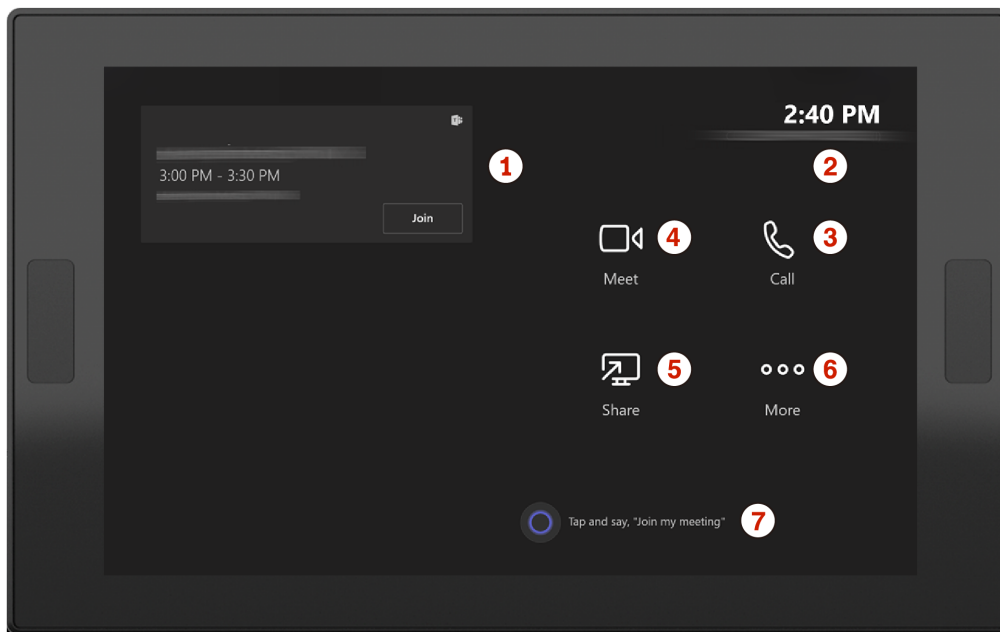 2:40 PM
1
3:00 PM - 3:30 PM
2
Join
4
3
Meet
Call
5
6
Share
More
Tap and say, "Join my meeting"
7